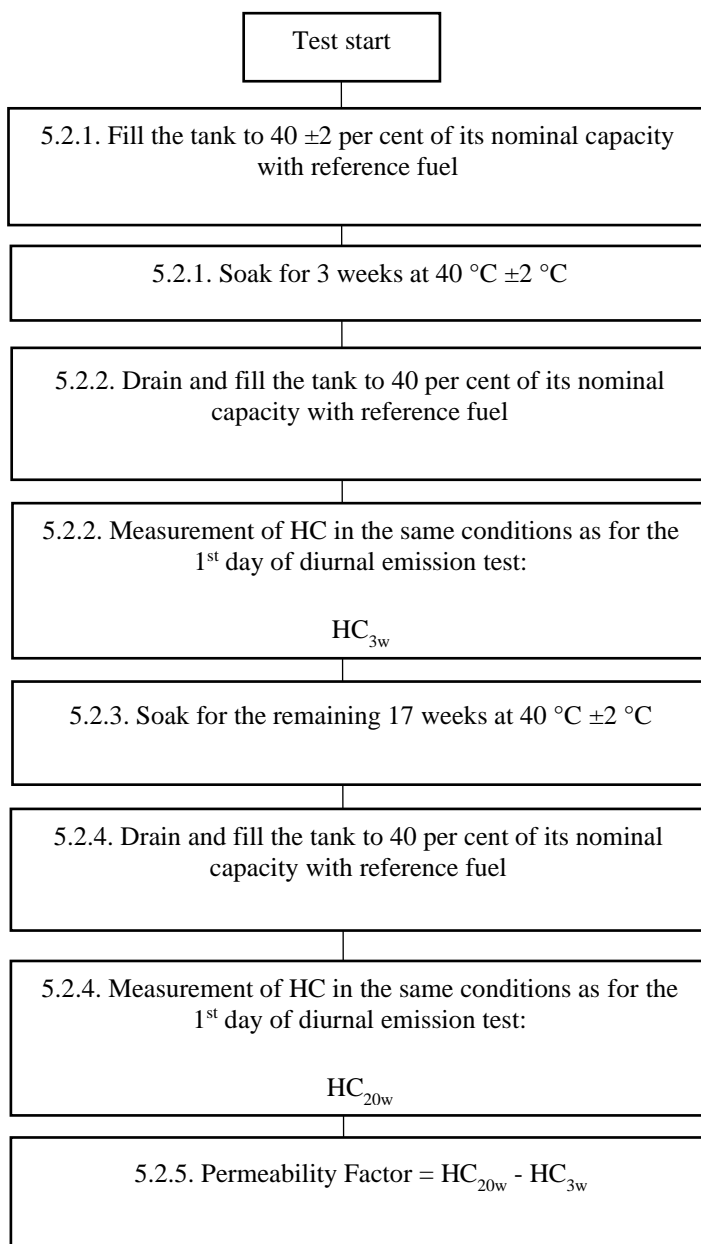 Test start
5.2.1. Fill the tank to 40 ±2 per cent of its nominal capacity
with reference fuel
5.2.1. Soak for 3 weeks at 40 °C ±2 °C
5.2.2. Drain and fill the tank to 40 per cent of its nominal
capacity with reference fuel
5.2.2. Measurement of HC in the same conditions as for the
1st day of diurnal emission test:
HC3w
5.2.3. Soak for the remaining 17 weeks at 40 °C ±2 °C
5.2.4. Drain and fill the tank to 40 per cent of its nominal
capacity with reference fuel
5.2.4. Measurement of HC in the same conditions as for the
1st day of diurnal emission test:
HC20w
5.2.5. Permeability Factor = HC20w - HC3w